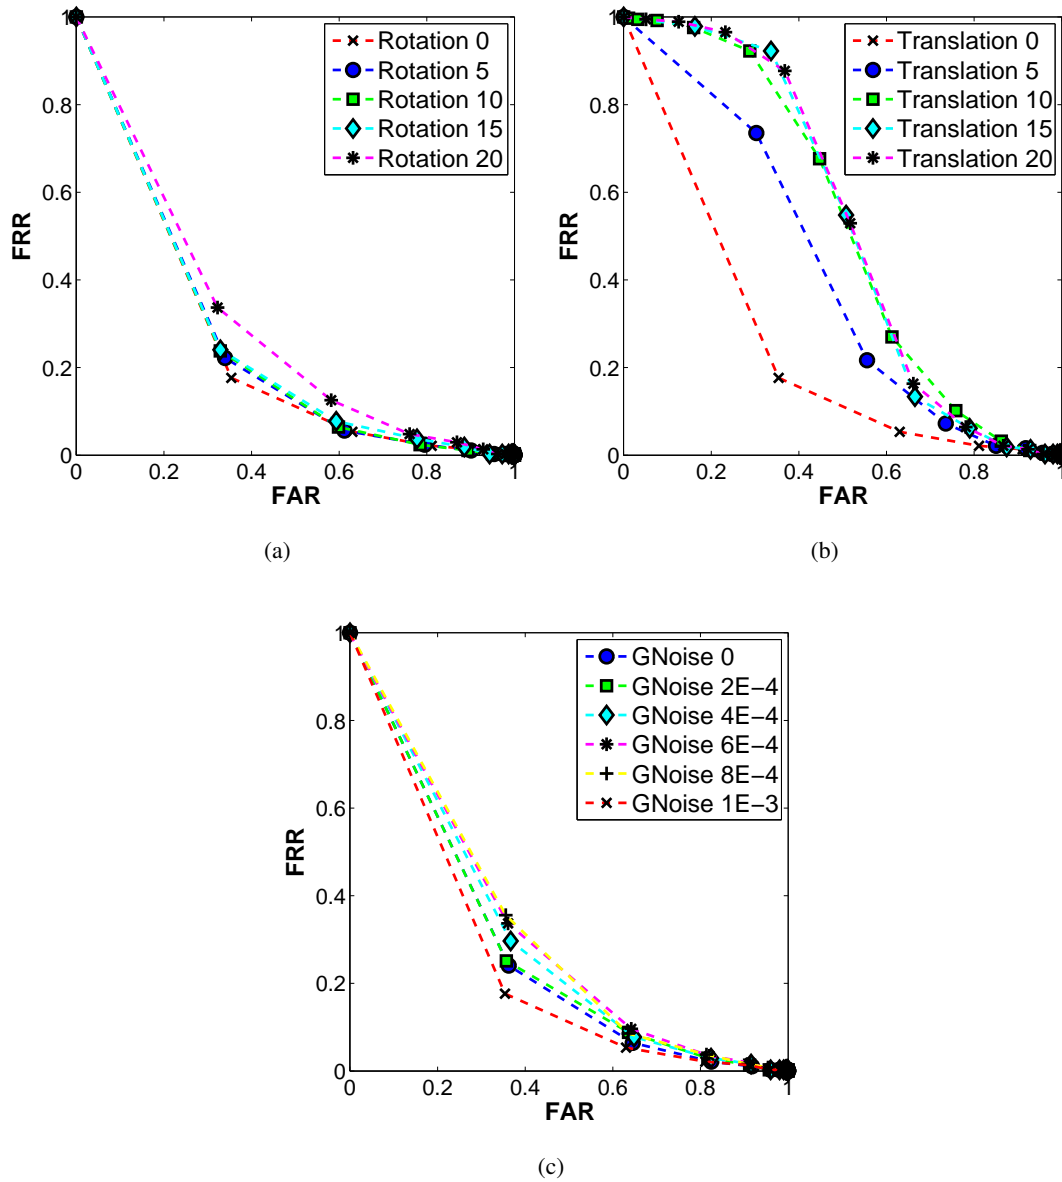 1
0.8
0.6
0.4
0.2
0
0
0.2
0.4
0.6
0.8
1
FRR
FAR
Rotation 0
Rotation 5
Rotation 10
Rotation 15
Rotation 20
(a)
1
0.8
0.6
0.4
0.2
0
0
0.2
0.4
0.6
0.8
1
FRR
FAR
Translation 0
Translation 5
Translation 10
Translation 15
Translation 20
(b)
1
0.8
0.6
0.4
0.2
0
0
0.2
0.4
0.6
0.8
1
FRR
FAR
GNoise 0
GNoise 2E−4
GNoise 4E−4
GNoise 6E−4
GNoise 8E−4
GNoise 1E−3
(c)